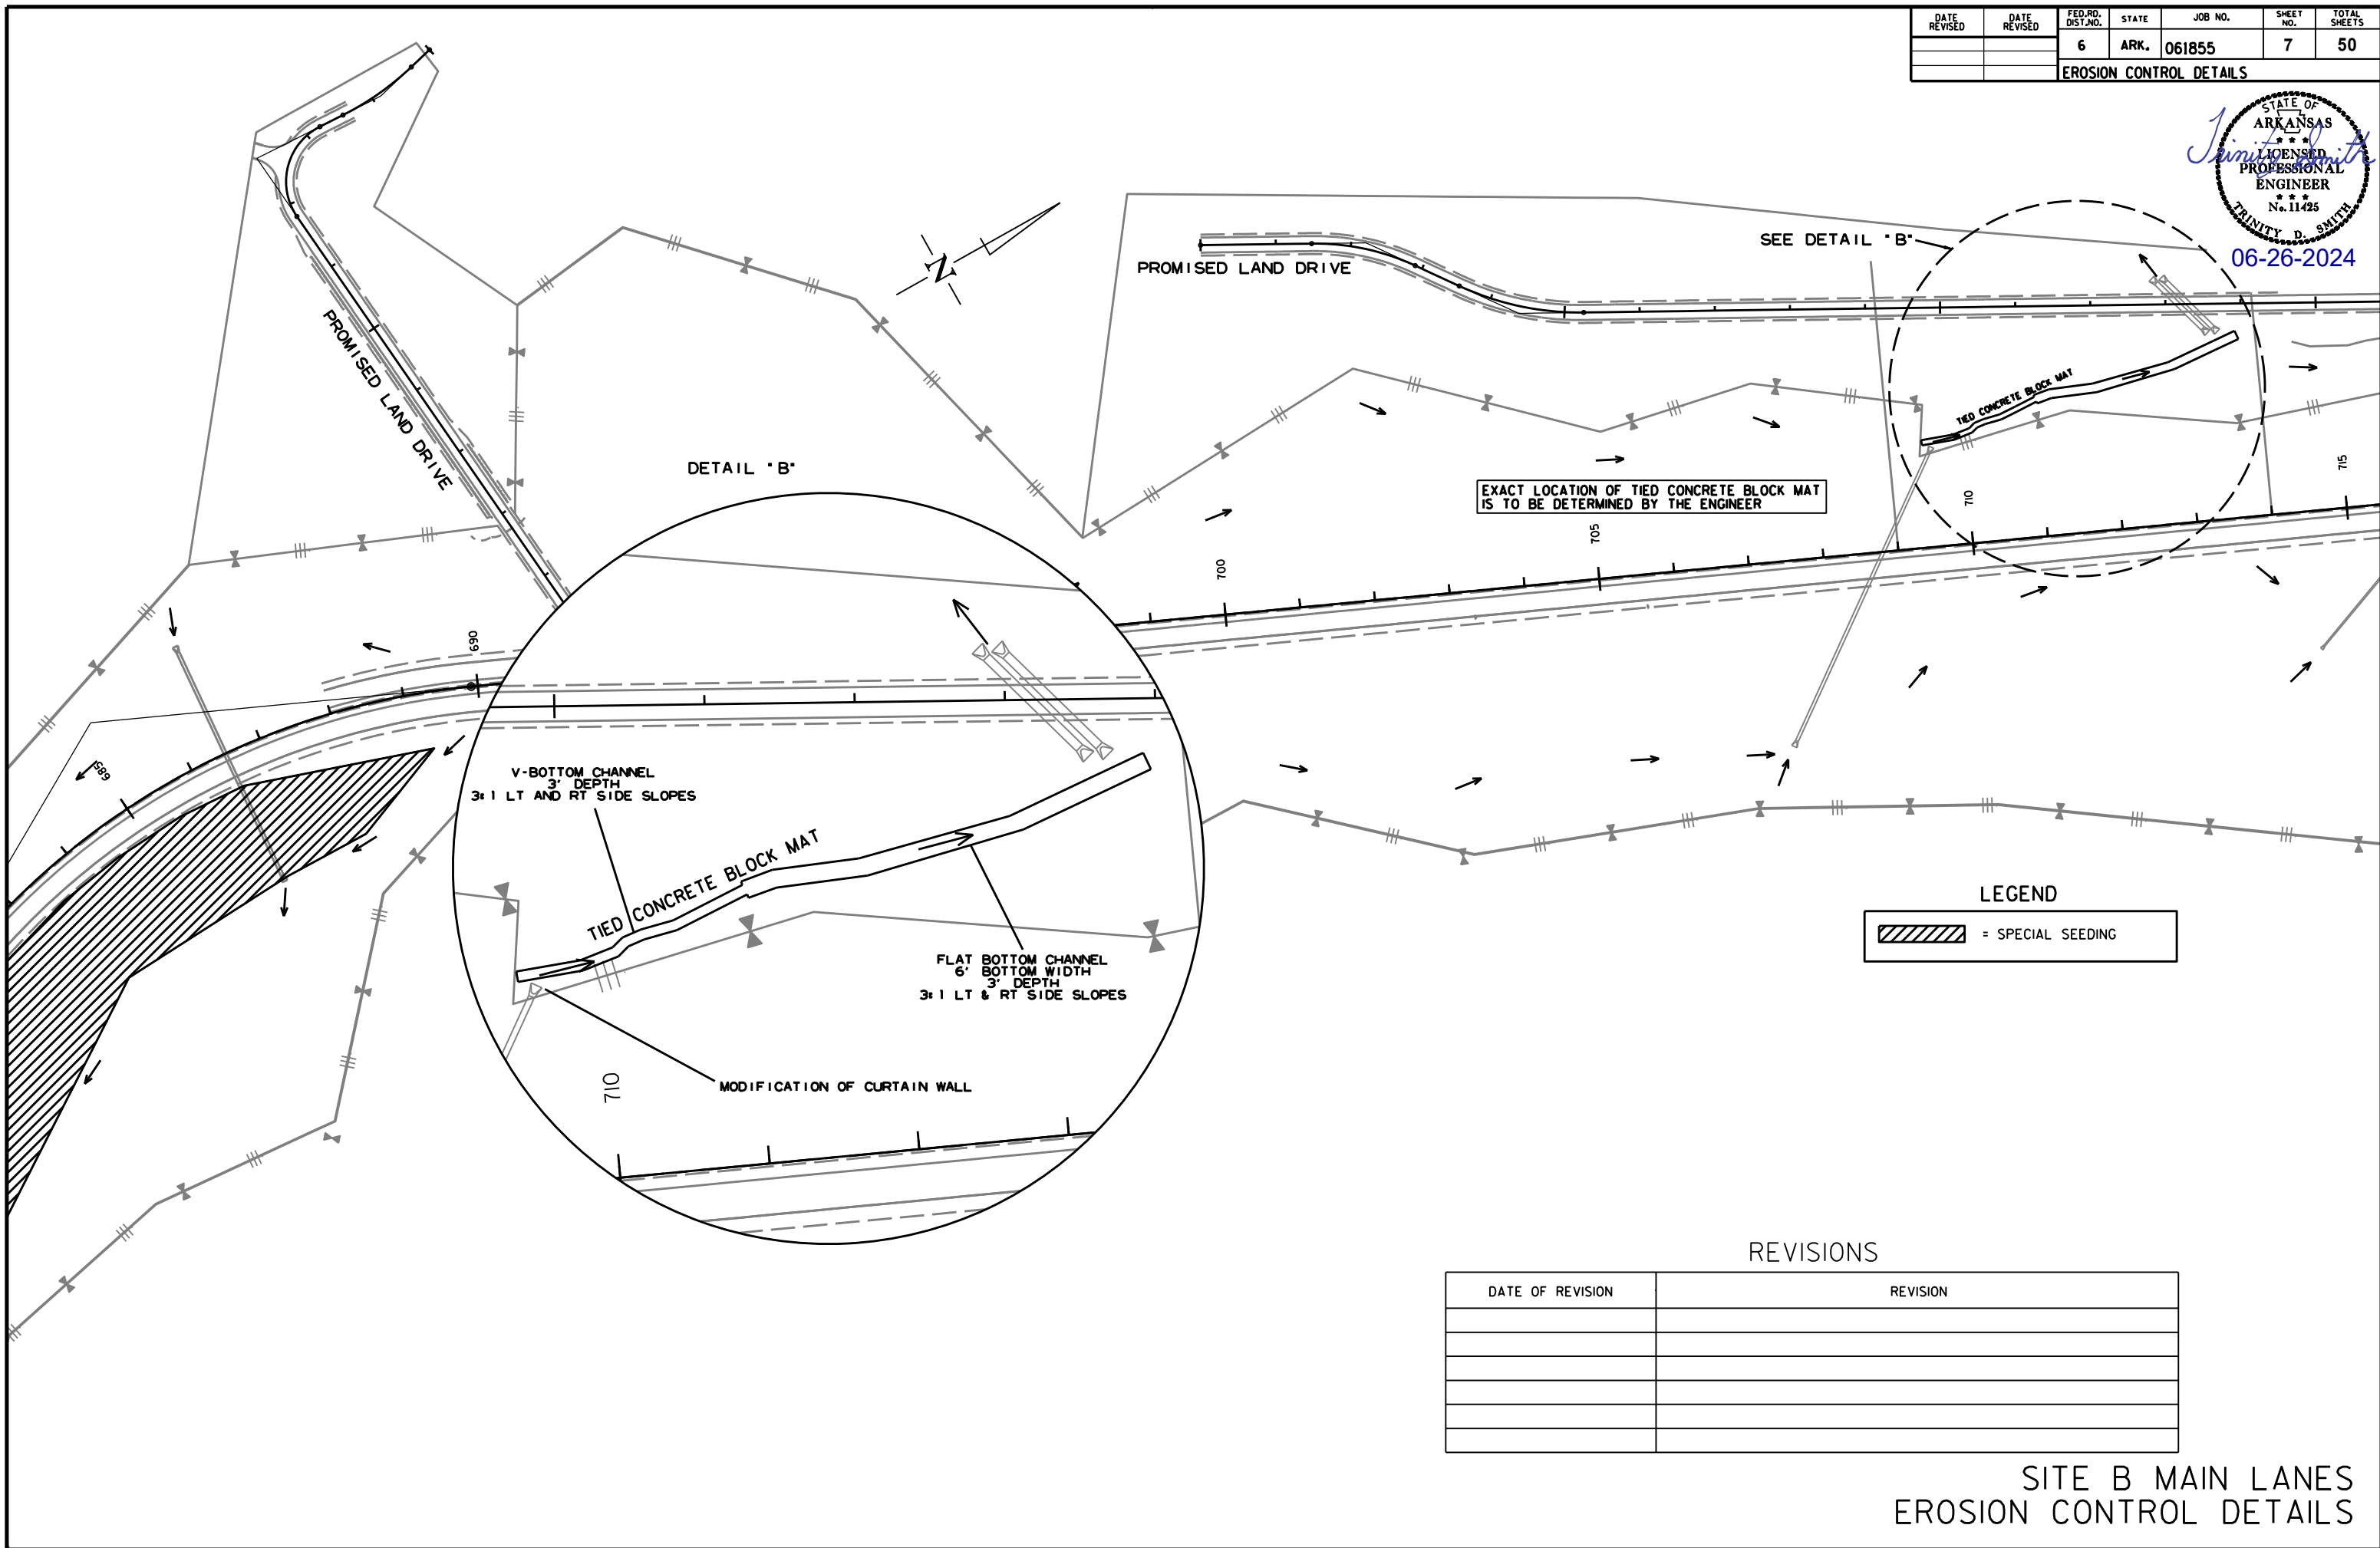 DATE REVISED
DATE REVISED
FED.RD. DIST.NO.
STATE
JOB NO.
SHEET NO.
TOTAL SHEETS
6
ARK.
061855
7
50
EROSION CONTROL DETAILS
STATE OF
ARKANSAS
* * *
LICENSED
PROFESSIONAL
ENGINEER
* * *
No. 11425
TRINITY D. SMITH
Trinity Smith
06-26-2024
N
PROMISED LAND DRIVE
PROMISED LAND DRIVE
SEE DETAIL "B"
TIED CONCRETE BLOCK MAT
EXACT LOCATION OF TIED CONCRETE BLOCK MAT
IS TO BE DETERMINED BY THE ENGINEER
685
690
700
705
710
715
DETAIL "B"
V-BOTTOM CHANNEL
3' DEPTH
3:1 LT AND RT SIDE SLOPES
TIED CONCRETE BLOCK MAT
FLAT BOTTOM CHANNEL
6' BOTTOM WIDTH
3' DEPTH
3:1 LT & RT SIDE SLOPES
MODIFICATION OF CURTAIN WALL
710
LEGEND
= SPECIAL SEEDING
REVISIONS
DATE OF REVISION
REVISION
SITE B MAIN LANES
EROSION CONTROL DETAILS